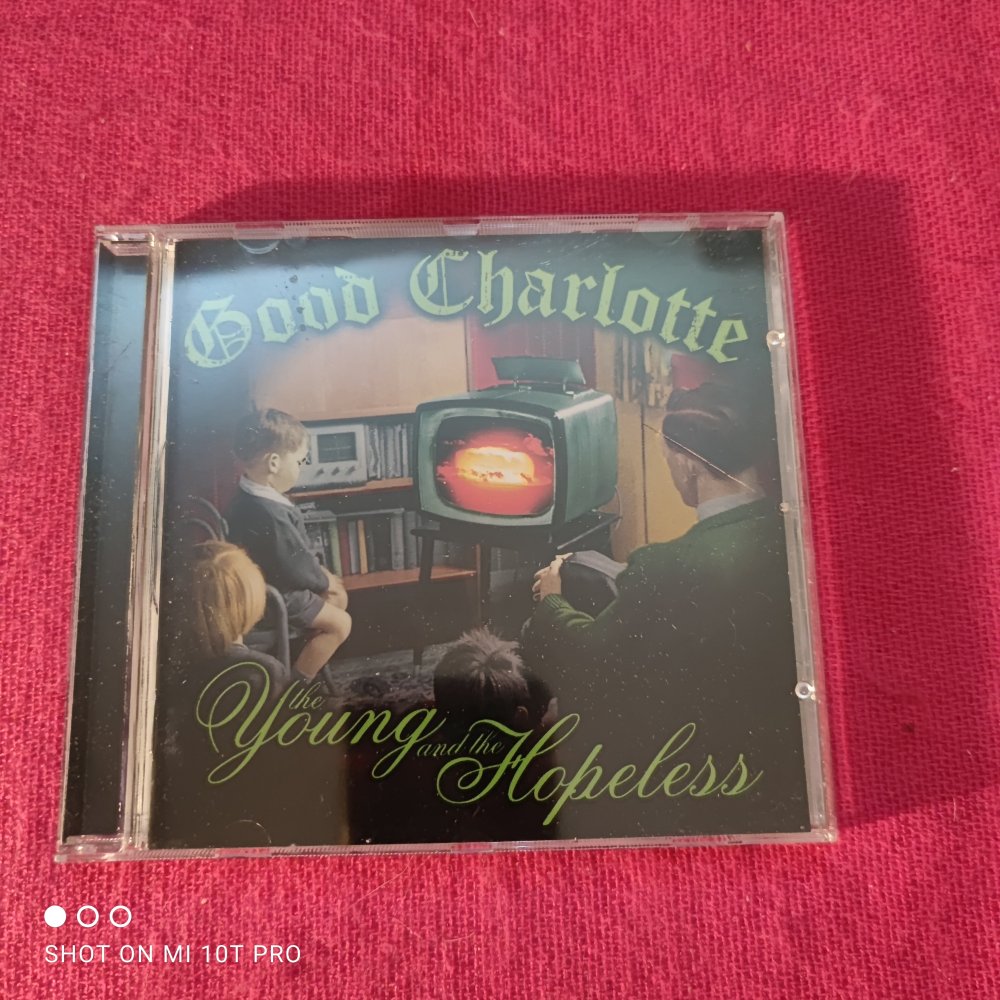 Good Charlotte
the Young and the Hopeless
SHOT ON MI 10T PRO